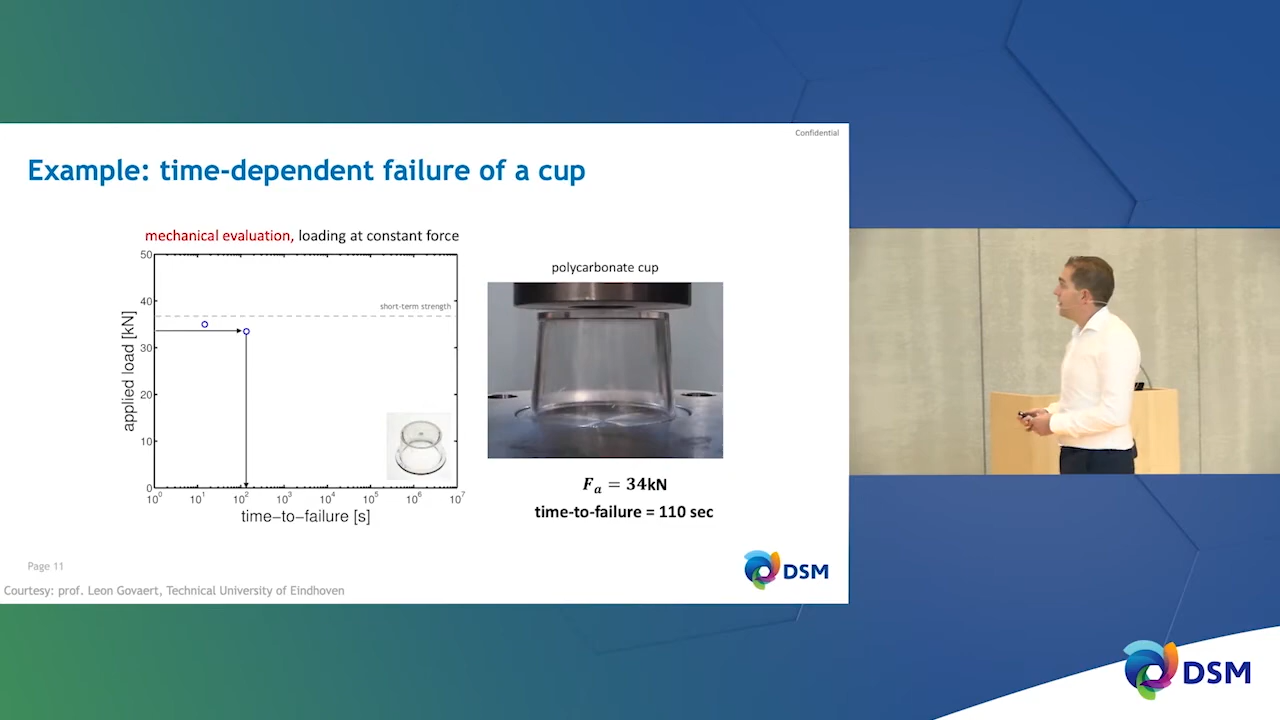 Confidential
Example: time-dependent failure of a cup
mechanical evaluation, loading at constant force
polycarbonate cup
50
40
30
20
10
0
short-term strength
applied load [kN]
10⁰ 10¹ 10² 10³ 10⁴ 10⁵ 10⁶ 10⁷
time-to-failure [s]
Fₐ = 34kN
time-to-failure = 110 sec
Page 11
DSM
Courtesy: prof. Leon Govaert, Technical University of Eindhoven
DSM